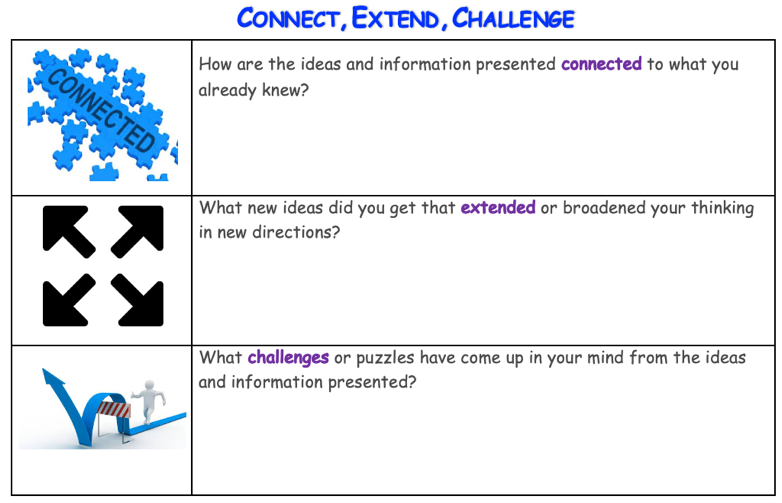 CONNECT, EXTEND, CHALLENGE
CONNECTED
How are the ideas and information presented connected to what you
already knew?
What new ideas did you get that extended or broadened your thinking
in new directions?
What challenges or puzzles have come up in your mind from the ideas
and information presented?